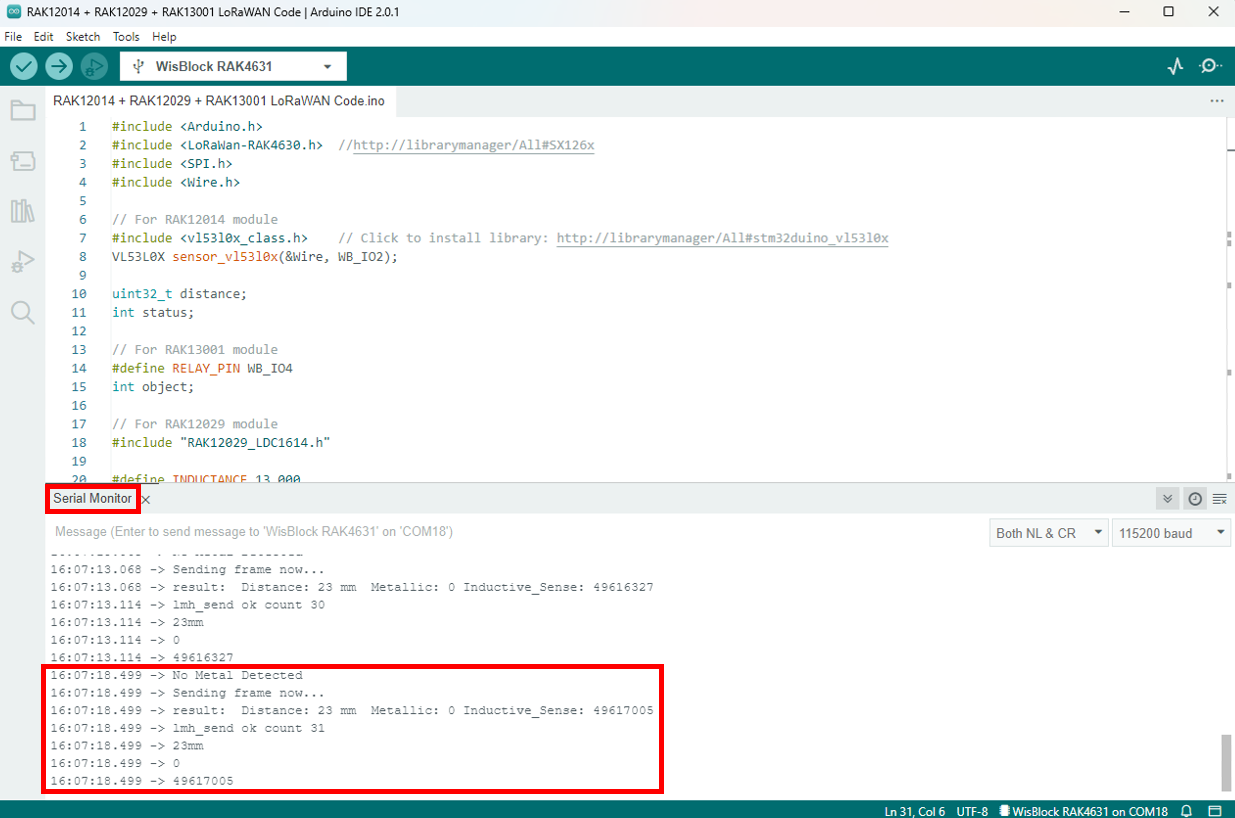 RAK12014 + RAK12029 + RAK13001 LoRaWAN Code | Arduino IDE 2.0.1
File Edit Sketch Tools Help
WisBlock RAK4631
RAK12014 + RAK12029 + RAK13001 LoRaWAN Code.ino
1 #include <Arduino.h>
2 #include <LoRaWan-RAK4630.h>  //http://librarymanager/All#SX126x
3 #include <SPI.h>
4 #include <Wire.h>
5
6 // For RAK12014 module
7 #include <vl53l0x_class.h>    // Click to install library: http://librarymanager/All#stm32duino_vl53l0x
8 VL53L0X sensor_vl53l0x(&Wire, WB_IO2);
9
10 uint32_t distance;
11 int status;
12
13 // For RAK13001 module
14 #define RELAY_PIN WB_IO4
15 int object;
16
17 // For RAK12029 module
18 #include "RAK12029_LDC1614.h"
19
20 #define INDUCTANCE 13.000
Serial Monitor
Message (Enter to send message to 'WisBlock RAK4631' on 'COM18')
Both NL & CR
115200 baud
16:07:13.068 -> No Metal Detected
16:07:13.068 -> Sending frame now...
16:07:13.068 -> result:  Distance: 23 mm  Metallic: 0 Inductive_Sense: 49616327
16:07:13.114 -> lmh_send ok count 30
16:07:13.114 -> 23mm
16:07:13.114 -> 0
16:07:13.114 -> 49616327
16:07:18.499 -> No Metal Detected
16:07:18.499 -> Sending frame now...
16:07:18.499 -> result:  Distance: 23 mm  Metallic: 0 Inductive_Sense: 49617005
16:07:18.499 -> lmh_send ok count 31
16:07:18.499 -> 23mm
16:07:18.499 -> 0
16:07:18.499 -> 49617005
Ln 31, Col 6 UTF-8 WisBlock RAK4631 on COM18